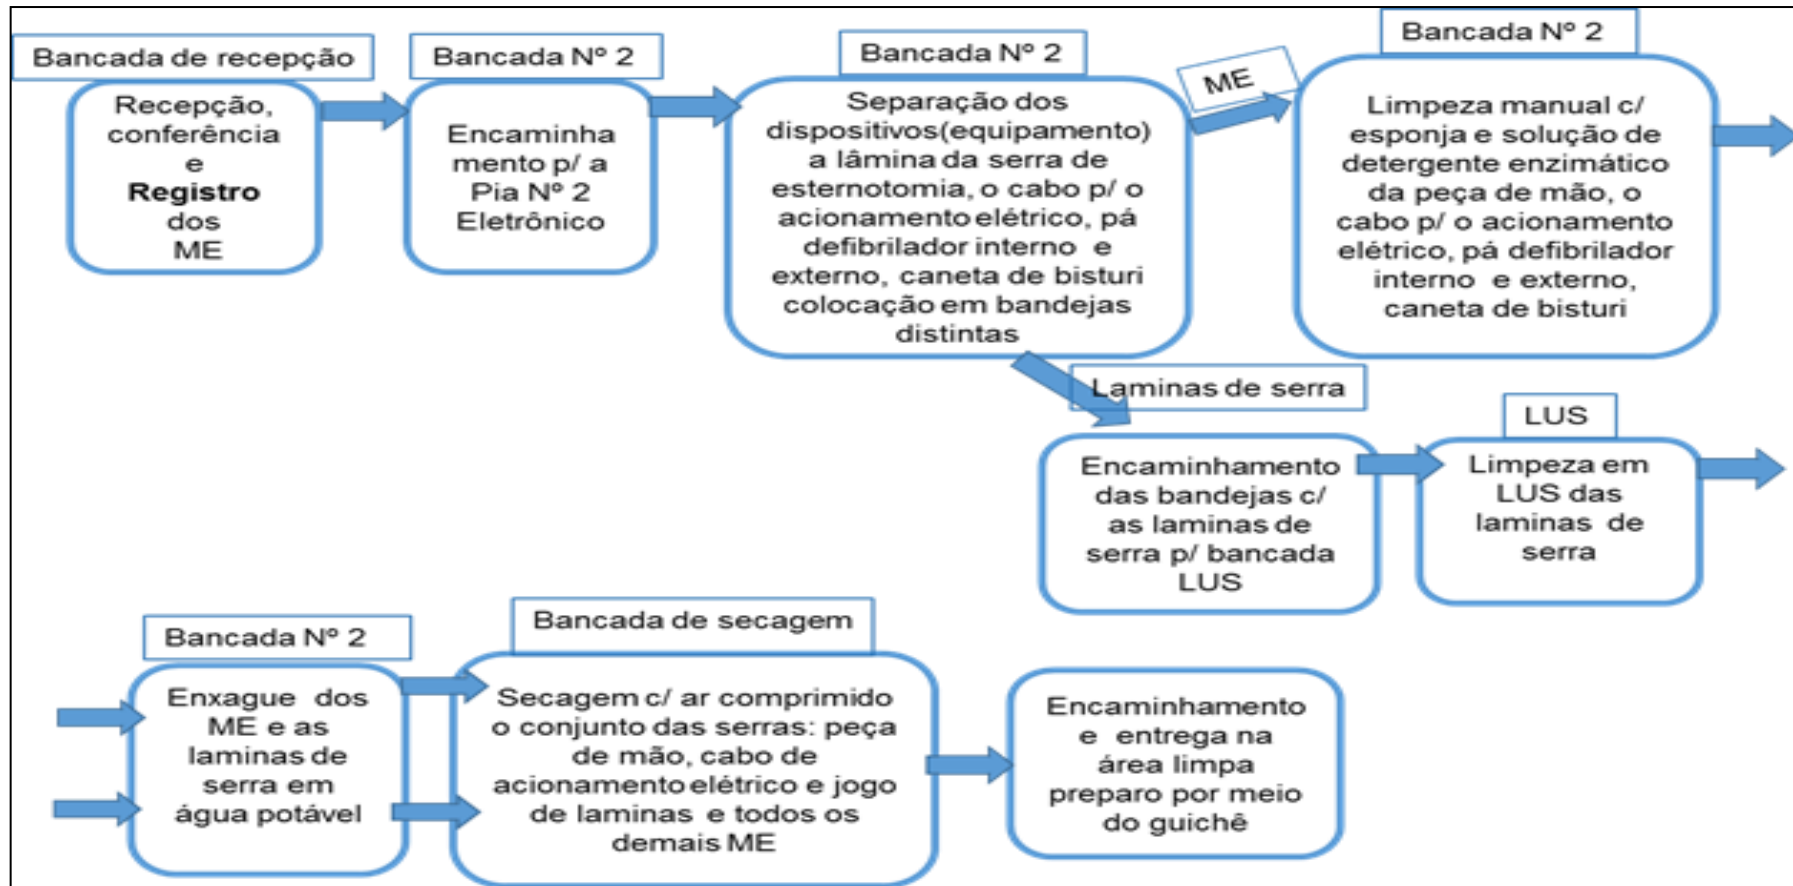 Bancada de recepção
Recepção,
conferência
e
Registro
dos
ME
Bancada Nº 2
Encaminha
mento p/ a
Pia Nº 2
Eletrônico
Bancada Nº 2
Separação dos
dispositivos(equipamento)
a lâmina da serra de
esternotomia, o cabo p/ o
acionamento elétrico, pá
defibrilador interno e
externo, caneta de bisturi
colocação em bandejas
distintas
ME
Bancada Nº 2
Limpeza manual c/
esponja e solução de
detergente enzimático
da peça de mão, o
cabo p/ o acionamento
elétrico, pá defibrilador
interno e externo,
caneta de bisturi
Laminas de serra
Encaminhamento
das bandejas c/
as laminas de
serra p/ bancada
LUS
LUS
Limpeza em
LUS das
laminas de
serra
Bancada Nº 2
Enxague dos
ME e as
laminas de
serra em
água potável
Bancada de secagem
Secagem c/ ar comprimido
o conjunto das serras: peça
de mão, cabo de
acionamento elétrico e jogo
de laminas e todos os
demais ME
Encaminhamento
e entrega na
área limpa
preparo por meio
do guichê